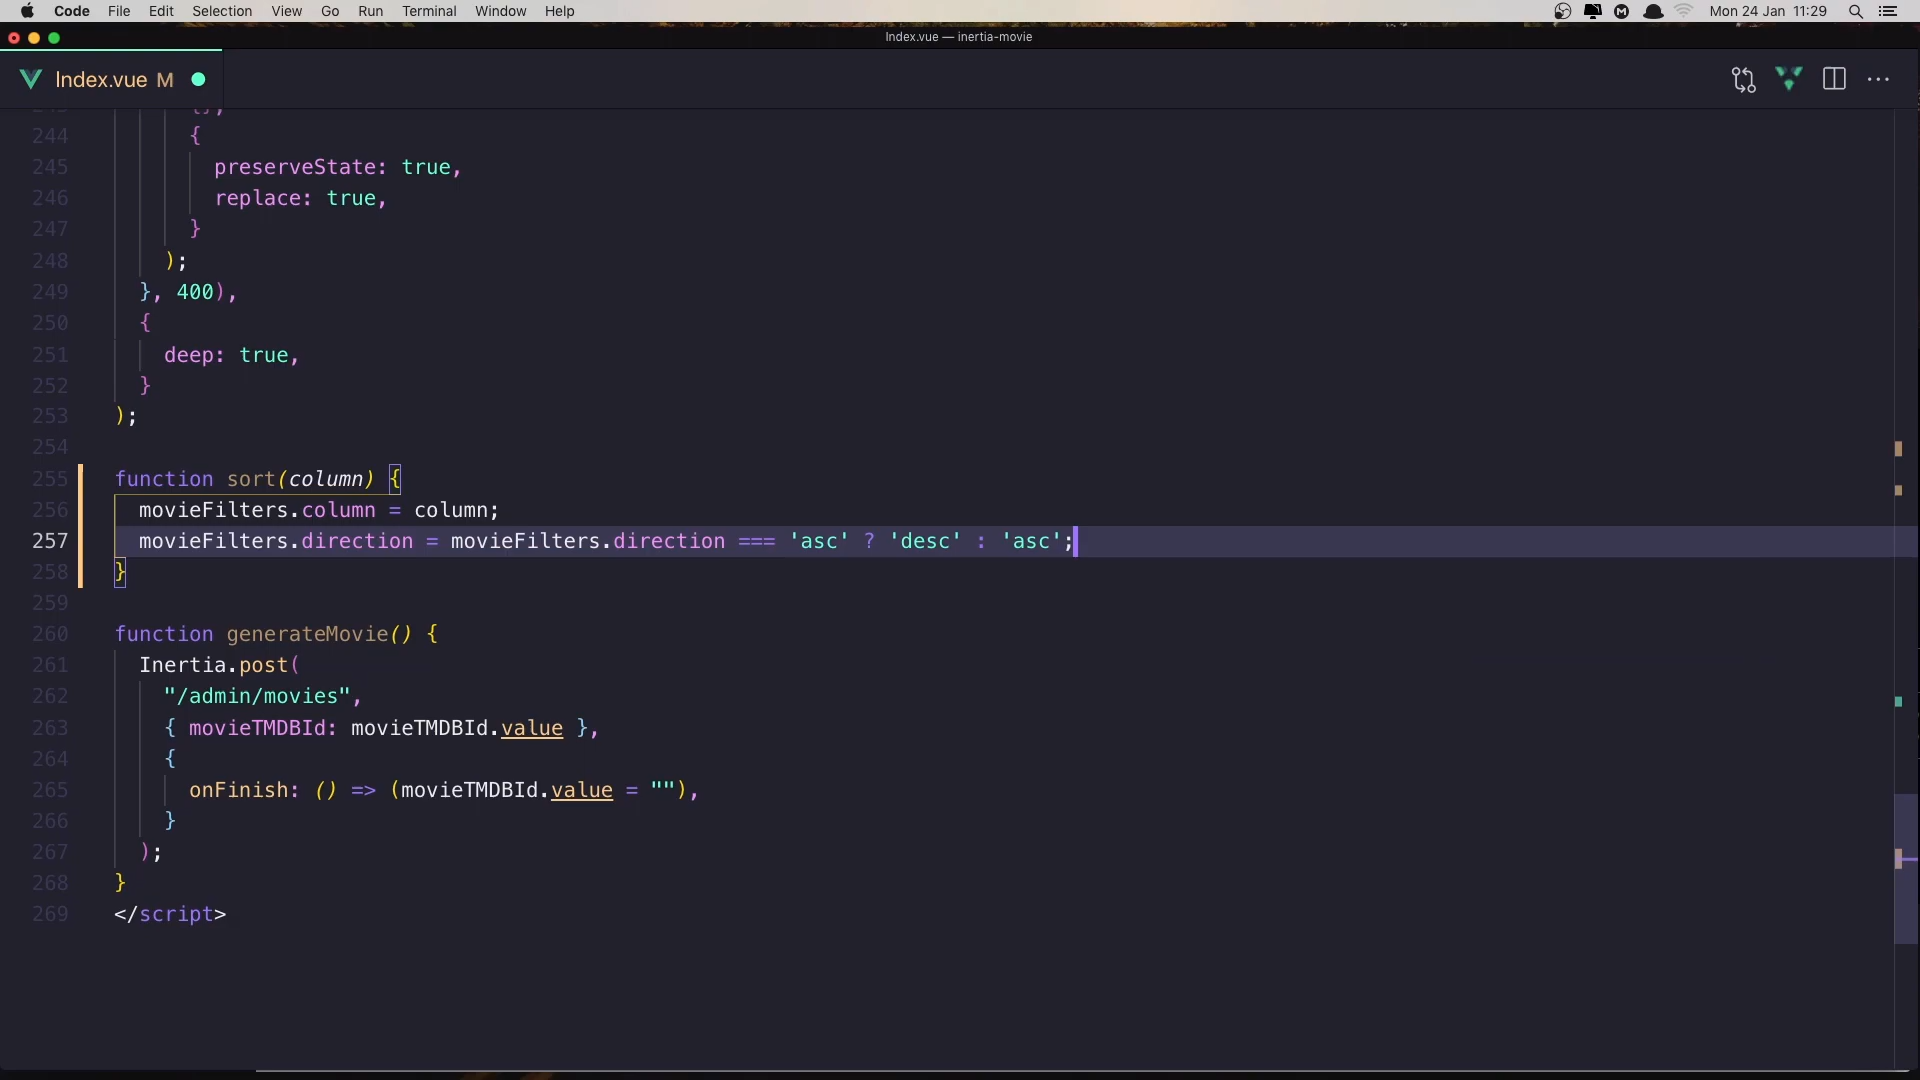 Code File Edit Selection View Go Run Terminal Window Help Mon 24 Jan 11:29
Index.vue — inertia-movie
Index.vue M
244 {
245 preserveState: true,
246 replace: true,
247 }
248 );
249 }, 400),
250 {
251 deep: true,
252 }
253 );
254
255 function sort(column) {
256 movieFilters.column = column;
257 movieFilters.direction = movieFilters.direction === 'asc' ? 'desc' : 'asc';
258 }
259
260 function generateMovie() {
261 Inertia.post(
262 "/admin/movies",
263 { movieTMDBId: movieTMDBId.value },
264 {
265 onFinish: () => (movieTMDBId.value = ""),
266 }
267 );
268 }
269 </script>